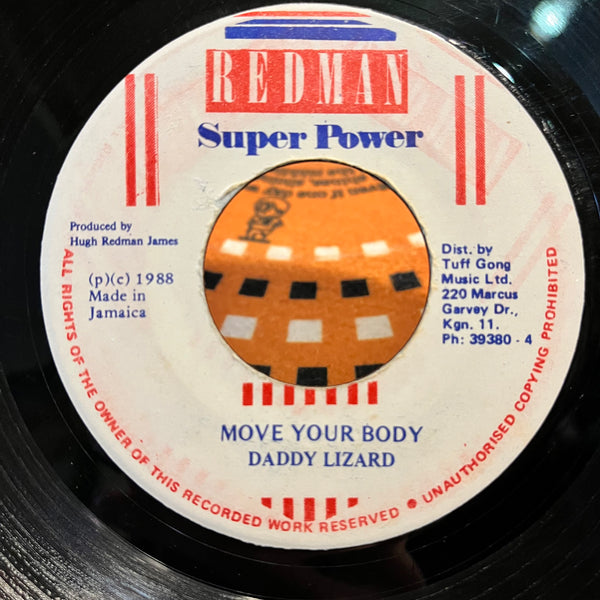 REDMAN
Super Power
Produced by
Hugh Redman James
(p)(c) 1988
Made in
Jamaica
Dist. by
Tuff Gong
Music Ltd.
220 Marcus
Garvey Dr.,
Kgn. 11.
Ph: 39380 - 4
MOVE YOUR BODY
DADDY LIZARD
ALL RIGHTS OF THE OWNER OF THIS RECORDED WORK RESERVED ● UNAUTHORISED COPYING PROHIBITED